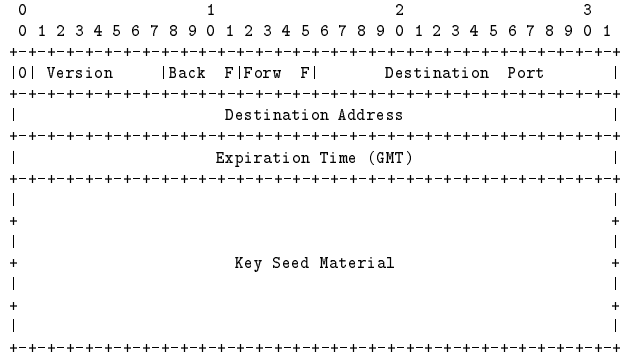 0                   1                   2                   3
 0 1 2 3 4 5 6 7 8 9 0 1 2 3 4 5 6 7 8 9 0 1 2 3 4 5 6 7 8 9 0 1
+-+-+-+-+-+-+-+-+-+-+-+-+-+-+-+-+-+-+-+-+-+-+-+-+-+-+-+-+-+-+-+-+
|0| Version     |Back  F|Forw  F|       Destination  Port       |
+-+-+-+-+-+-+-+-+-+-+-+-+-+-+-+-+-+-+-+-+-+-+-+-+-+-+-+-+-+-+-+-+
|                      Destination Address                      |
+-+-+-+-+-+-+-+-+-+-+-+-+-+-+-+-+-+-+-+-+-+-+-+-+-+-+-+-+-+-+-+-+
|                     Expiration Time (GMT)                     |
+-+-+-+-+-+-+-+-+-+-+-+-+-+-+-+-+-+-+-+-+-+-+-+-+-+-+-+-+-+-+-+-+
|                                                               |
+                                                               +
|                                                               |
+                       Key Seed Material                       +
|                                                               |
+                                                               +
|                                                               |
+-+-+-+-+-+-+-+-+-+-+-+-+-+-+-+-+-+-+-+-+-+-+-+-+-+-+-+-+-+-+-+-+